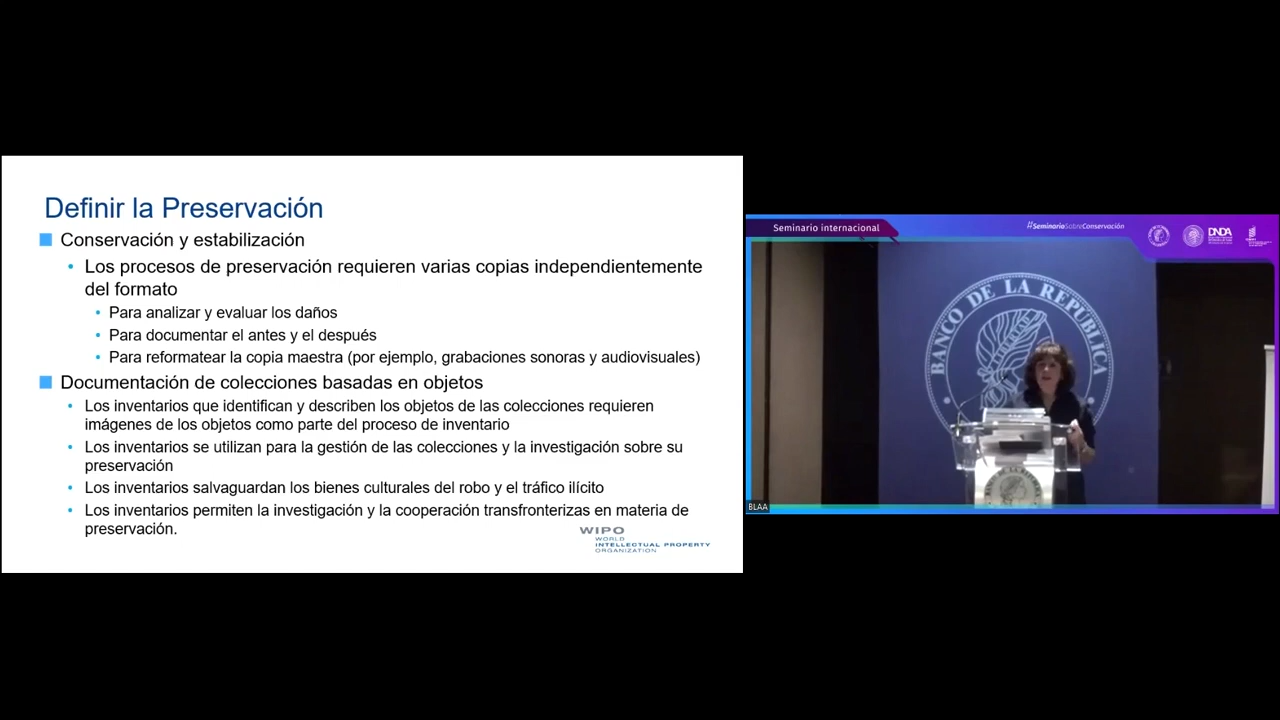 Definir la Preservación
Conservación y estabilización
Los procesos de preservación requieren varias copias independientemente
del formato
Para analizar y evaluar los daños
Para documentar el antes y el después
Para reformatear la copia maestra (por ejemplo, grabaciones sonoras y audiovisuales)
Documentación de colecciones basadas en objetos
Los inventarios que identifican y describen los objetos de las colecciones requieren
imágenes de los objetos como parte del proceso de inventario
Los inventarios se utilizan para la gestión de las colecciones y la investigación sobre su
preservación
Los inventarios salvaguardan los bienes culturales del robo y el tráfico ilícito
Los inventarios permiten la investigación y la cooperación transfronterizas en materia de
preservación.
WIPO
WORLD
INTELLECTUAL PROPERTY
ORGANIZATION
Seminario internacional
#SeminarioSobreConservación
DNDA
BANCO DE LA REPÚBLICA
BLAA